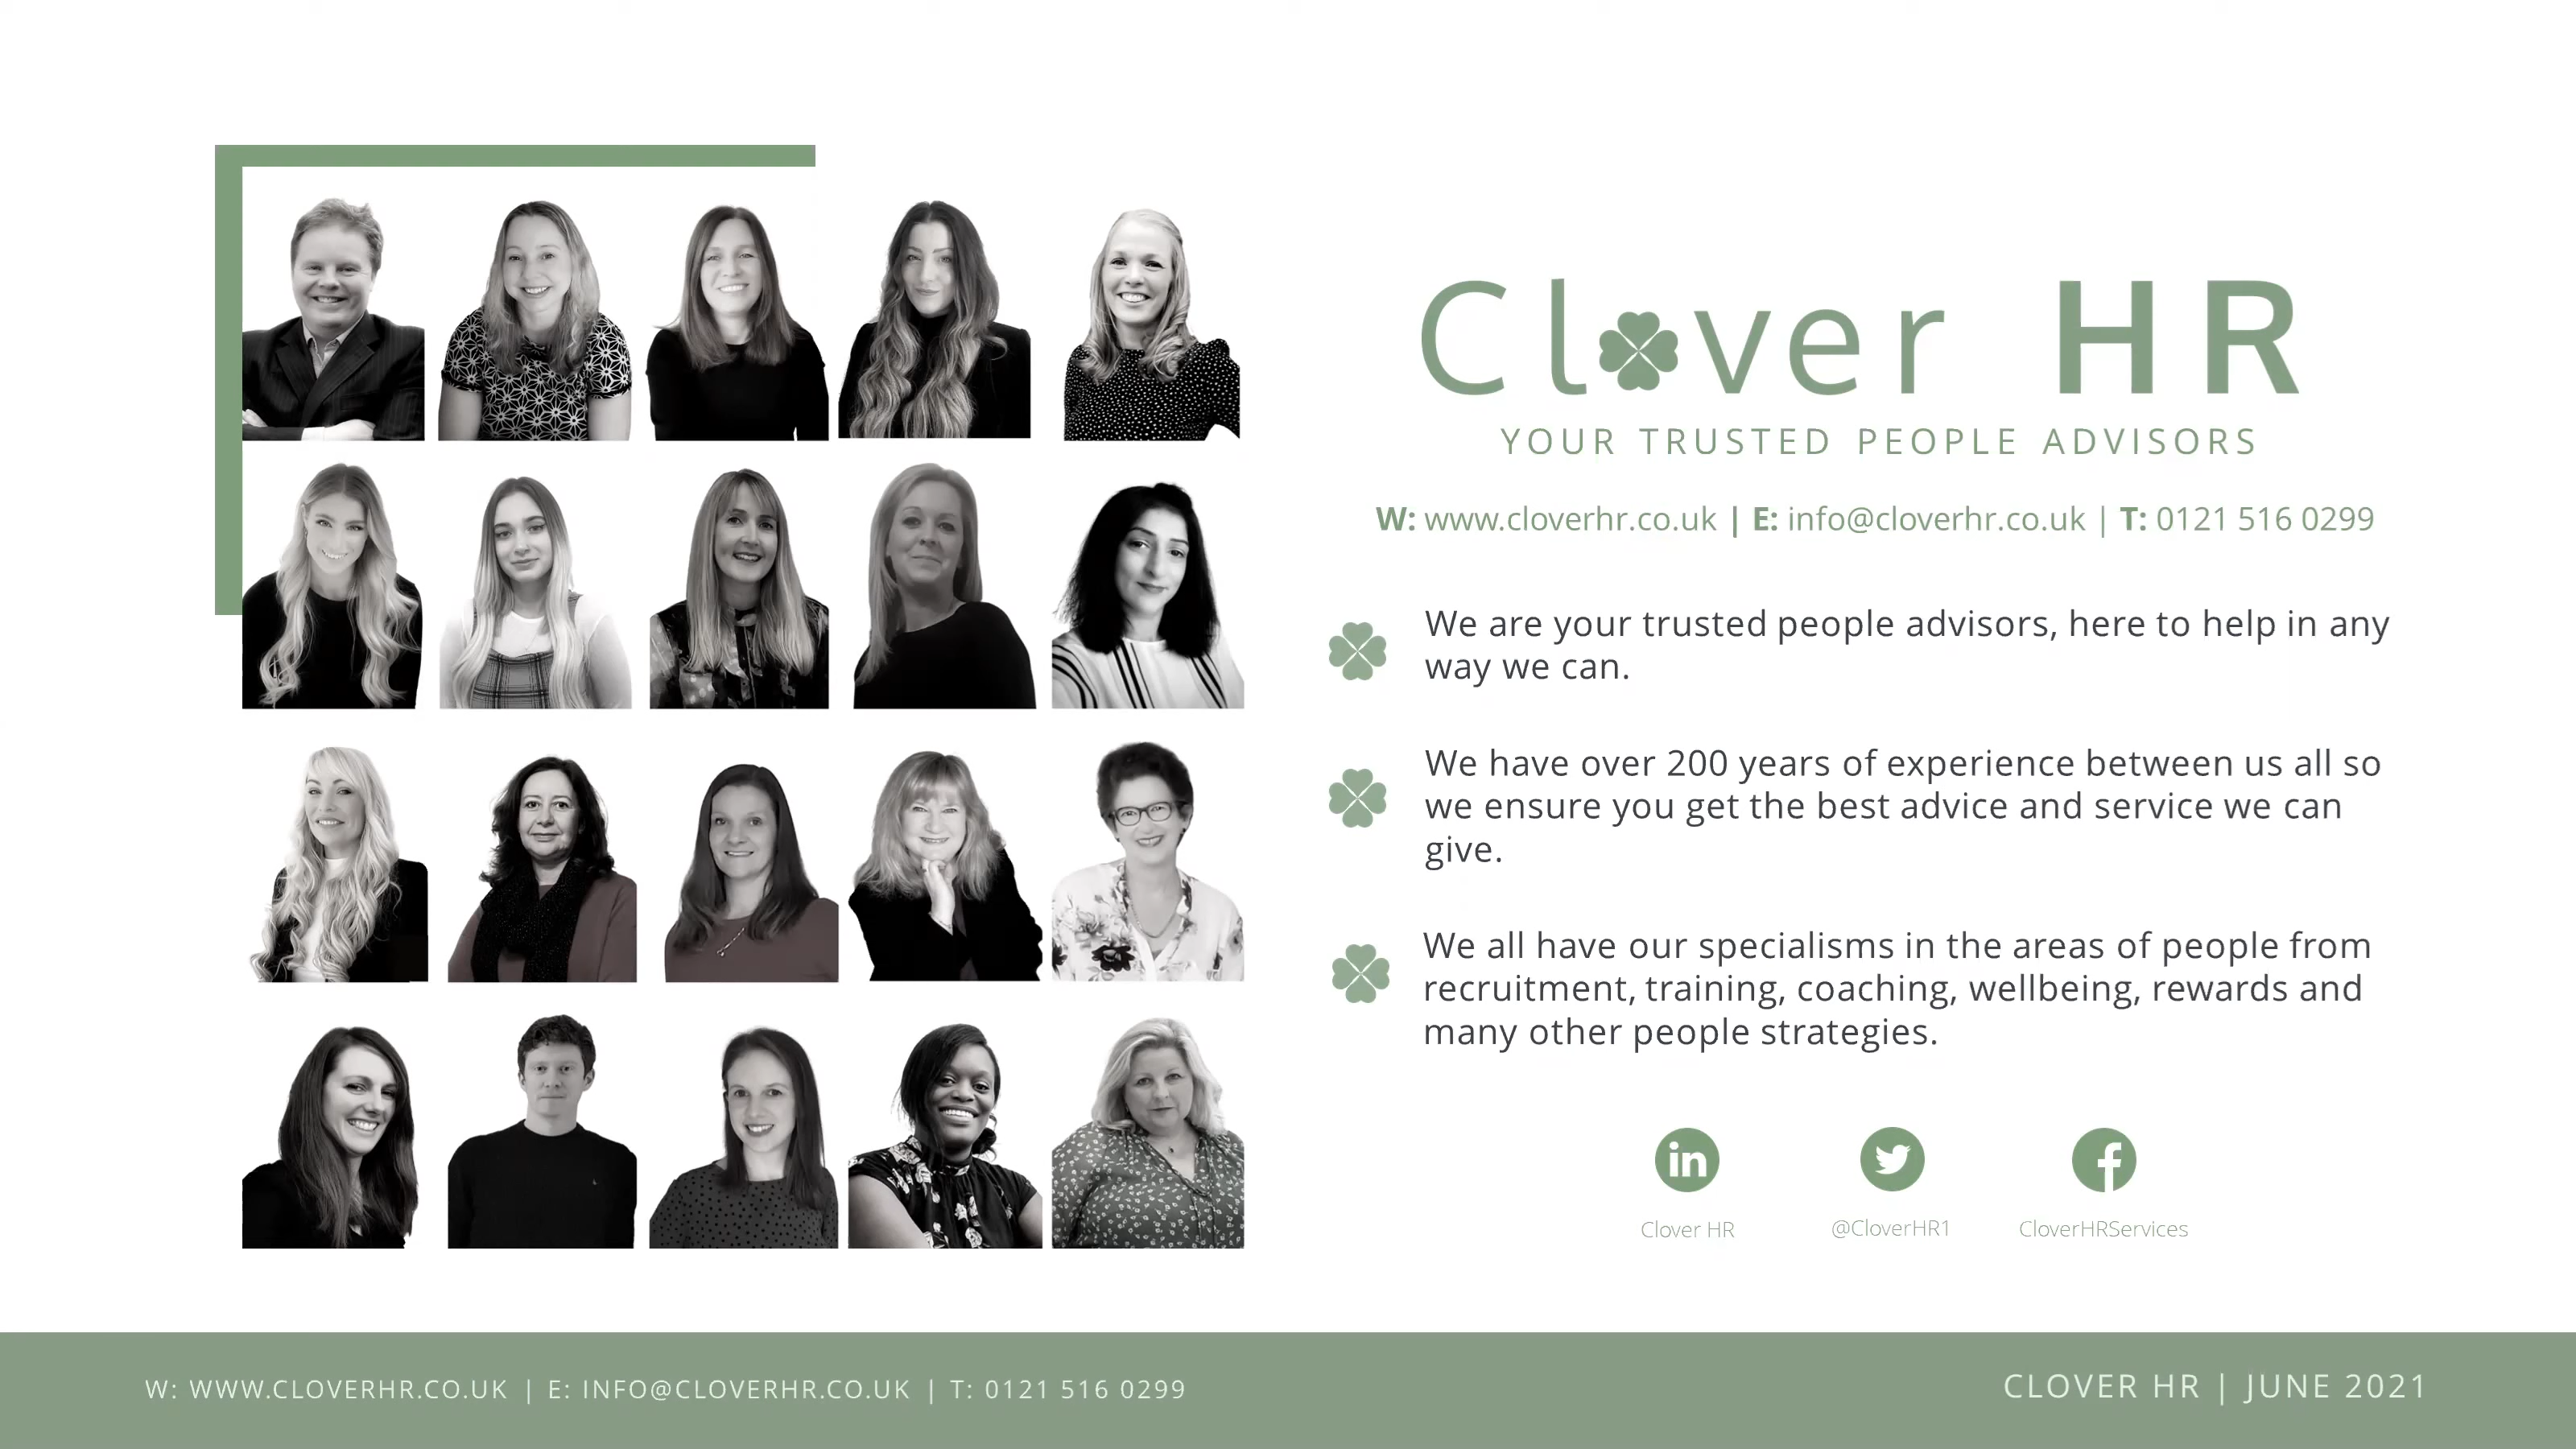 Clover HR
YOUR TRUSTED PEOPLE ADVISORS
W: www.cloverhr.co.uk | E: info@cloverhr.co.uk | T: 0121 516 0299
We are your trusted people advisors, here to help in any
way we can.
We have over 200 years of experience between us all so
we ensure you get the best advice and service we can
give.
We all have our specialisms in the areas of people from
recruitment, training, coaching, wellbeing, rewards and
many other people strategies.
in
Clover HR
@CloverHR1
CloverHRServices
W: WWW.CLOVERHR.CO.UK | E: INFO@CLOVERHR.CO.UK | T: 0121 516 0299
CLOVER HR | JUNE 2021